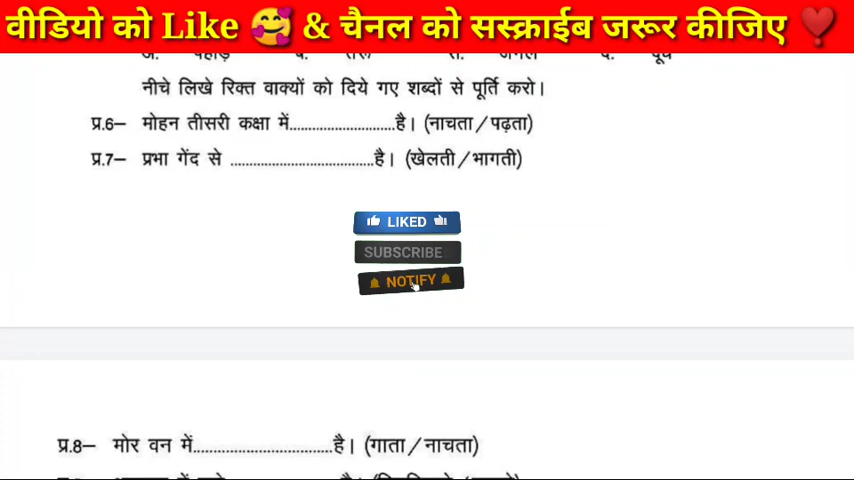 वीडियो को Like 🥰 & चैनल को सस्क्राईब जरूर कीजिए ❤️
नीचे लिखे रिक्त वाक्यों को दिये गए शब्दों से पूर्ति करो।
प्र.6– मोहन तीसरी कक्षा में............................है। (नाचता/पढ़ता)
प्र.7– प्रभा गेंद से .....................................है। (खेलती/भागती)
LIKED
SUBSCRIBE
NOTIFY
प्र.8– मोर वन में.................................है। (गाता/नाचता)